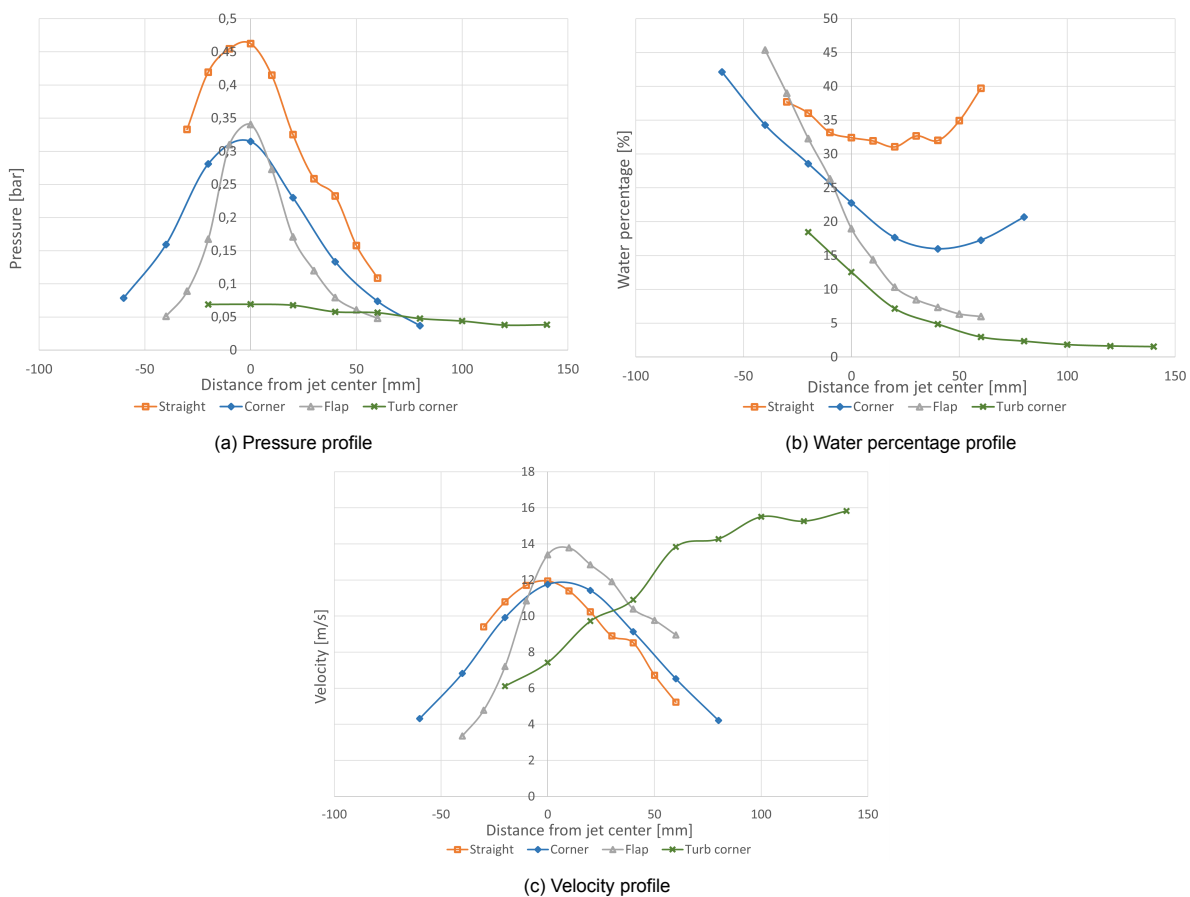 0,5
0,45
0,4
0,35
0,3
0,25
0,2
0,15
0,1
0,05
0
Pressure [bar]
-100 -50 0 50 100 150
Distance from jet center [mm]
Straight Corner Flap Turb corner
(a) Pressure profile
50
45
40
35
30
25
20
15
10
5
0
Water percentage [%]
-100 -50 0 50 100 150
Distance from jet center [mm]
Straight Corner Flap Turb corner
(b) Water percentage profile
18
16
14
12
10
8
6
4
2
0
Velocity [m/s]
-100 -50 0 50 100 150
Distance from jet center [mm]
Straight Corner Flap Turb corner
(c) Velocity profile